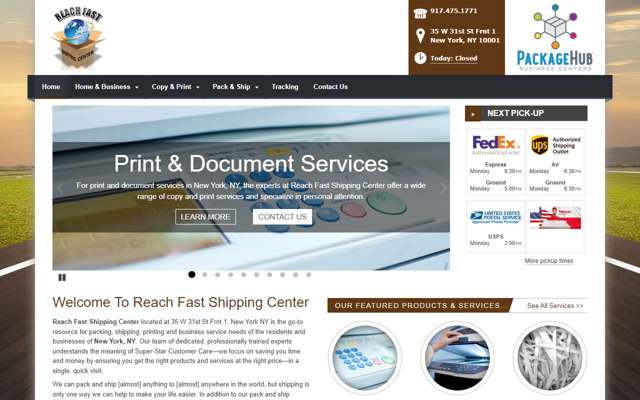 REACH FAST
SHIPPING CENTER
917.475.1771
35 W 31st St Frnt 1
New York, NY 10001
Today: Closed
PACKAGEHUB
BUSINESS CENTERS
Home
Home & Business
Copy & Print
Pack & Ship
Tracking
Contact Us
Print & Document Services
For print and document services in New York, NY, the experts at Reach Fast Shipping Center offer a wide
range of copy and print services and specialize in personal attention.
LEARN MORE
CONTACT US
NEXT PICK-UP
FedEx
Authorized ShipCenter
Express
Monday 6:30PM
Ground
Monday 5:00PM
ups
Authorized
Shipping
Outlet
Air
Monday 6:30PM
Ground
Monday 6:30PM
UNITED STATES
POSTAL SERVICE
Approved Postal Provider
USPS
Monday 2:00PM
More pickup times
Welcome To Reach Fast Shipping Center
Reach Fast Shipping Center located at 35 W 31st St Frnt 1, New York NY is the go-to
resource for packing, shipping, printing and business service needs of the residents and
businesses of New York, NY. Our team of dedicated, professionally trained experts
understands the meaning of Super-Star Customer Care—we focus on saving you time
and money by ensuring you get the right products and services at the right price—in a
single, quick visit.
We can pack and ship [almost] anything to [almost] anywhere in the world, but shipping is
only one way we can help to make your life easier. In addition to our pack and ship
OUR FEATURED PRODUCTS & SERVICES...
See All Services >>